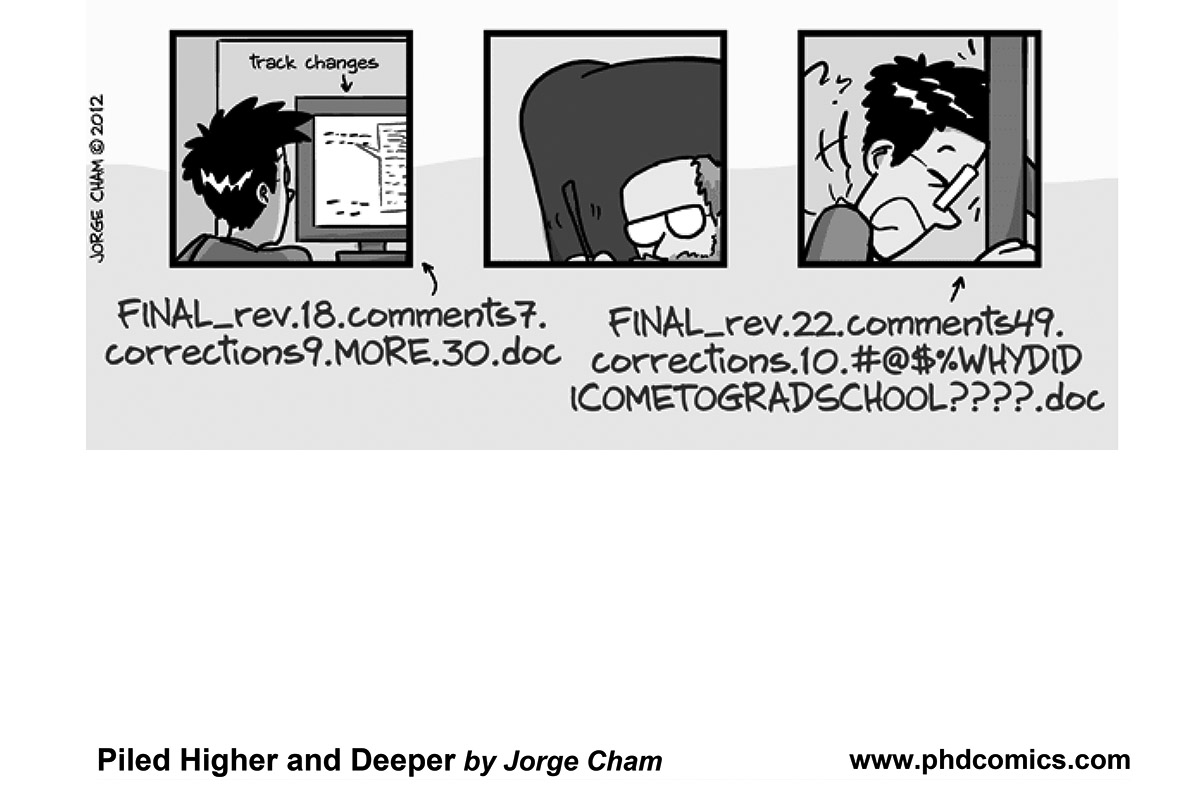 track changes
JORGE CHAM © 2012
FINAL_rev.18.comments7.
corrections9.MORE.30.doc
FINAL_rev.22.comments49.
corrections.10.#@$%WHYDID
ICOMETOGRADSCHOOL????.doc
Piled Higher and Deeper by Jorge Cham
www.phdcomics.com